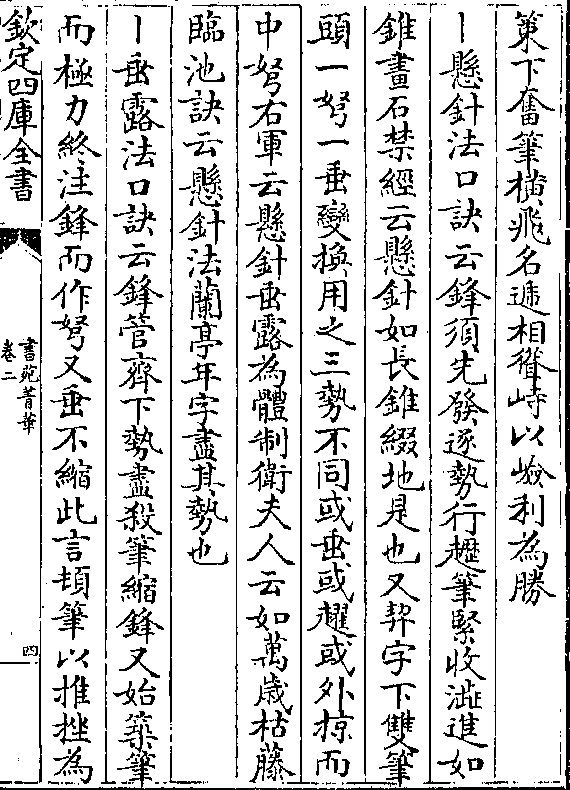 策下奮筆橫飛名遞相聳峙以嶮利為勝
丨懸針法口訣云鋒須先發逐勢行趯筆緊收澁進如
錐畫石禁經云懸針如長錐綴地是也又契字下雙筆
頭一努一垂變換用之三勢不同或垂或趯或外掠而
中努右軍云懸針垂露為體制衛夫人云如萬歲枯藤
臨池訣云懸針法蘭亭年字盡其勢也
丨垂露法口訣云鋒管齊下勢盡殺筆縮鋒又始築筆
而極力終注鋒而作努又垂不縮此言頓筆以推挫為
欽定四庫全書
書苑菁華
卷二
四